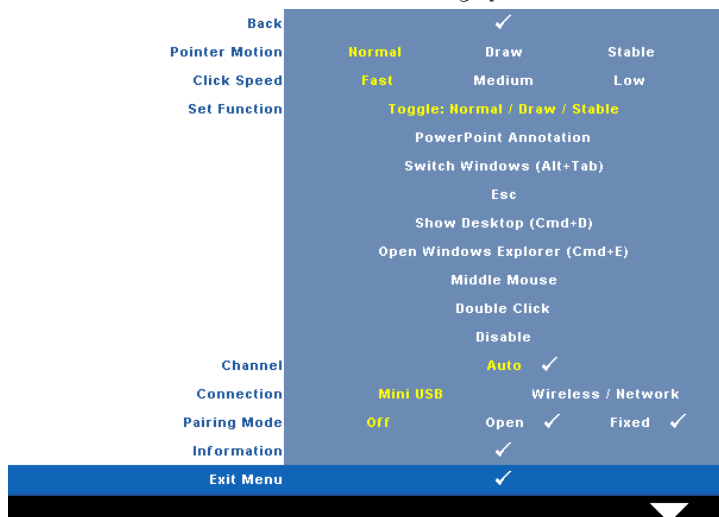 Back ✓
Pointer Motion Normal Draw Stable
Click Speed Fast Medium Low
Set Function Toggle: Normal / Draw / Stable
PowerPoint Annotation
Switch Windows (Alt+Tab)
Esc
Show Desktop (Cmd+D)
Open Windows Explorer (Cmd+E)
Middle Mouse
Double Click
Disable
Channel Auto ✓
Connection Mini USB Wireless / Network
Pairing Mode Off Open ✓ Fixed ✓
Information ✓
Exit Menu ✓